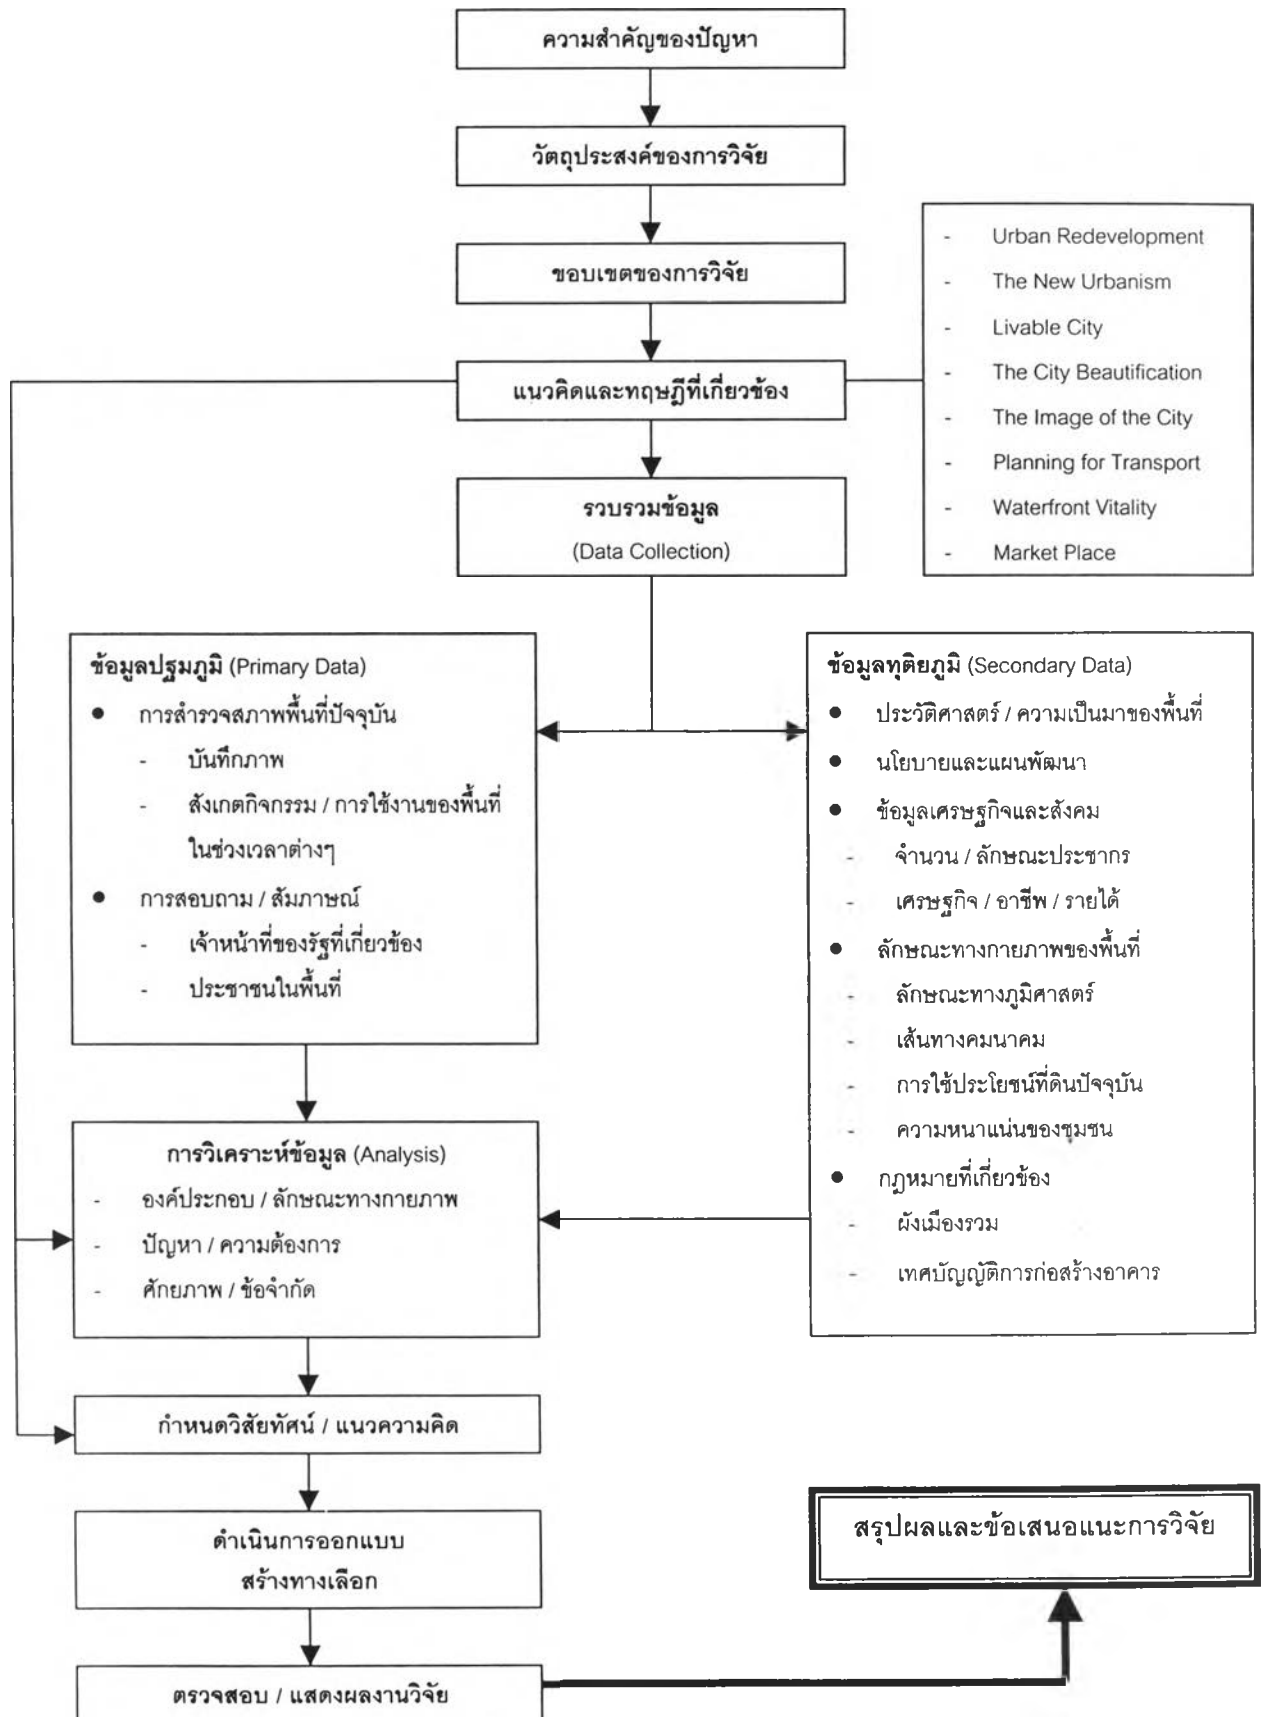 ความสำคัญของปัญหา
วัตถุประสงค์ของการวิจัย
ขอบเขตของการวิจัย
แนวคิดและทฤษฎีที่เกี่ยวข้อง
- Urban Redevelopment
- The New Urbanism
- Livable City
- The City Beautification
- The Image of the City
- Planning for Transport
- Waterfront Vitality
- Market Place
รวบรวมข้อมูล
(Data Collection)
ข้อมูลปฐมภูมิ (Primary Data)
● การสำรวจสภาพพื้นที่ปัจจุบัน
- บันทึกภาพ
- สังเกตกิจกรรม / การใช้งานของพื้นที่
ในช่วงเวลาต่างๆ
● การสอบถาม / สัมภาษณ์
- เจ้าหน้าที่ของรัฐที่เกี่ยวข้อง
- ประชาชนในพื้นที่
ข้อมูลทุติยภูมิ (Secondary Data)
● ประวัติศาสตร์ / ความเป็นมาของพื้นที่
● นโยบายและแผนพัฒนา
● ข้อมูลเศรษฐกิจและสังคม
- จำนวน / ลักษณะประชากร
- เศรษฐกิจ / อาชีพ / รายได้
● ลักษณะทางกายภาพของพื้นที่
- ลักษณะทางภูมิศาสตร์
- เส้นทางคมนาคม
- การใช้ประโยชน์ที่ดินปัจจุบัน
- ความหนาแน่นของชุมชน
● กฎหมายที่เกี่ยวข้อง
- ผังเมืองรวม
- เทศบัญญัติการก่อสร้างอาคาร
การวิเคราะห์ข้อมูล (Analysis)
- องค์ประกอบ / ลักษณะทางกายภาพ
- ปัญหา / ความต้องการ
- ศักยภาพ / ข้อจำกัด
กำหนดวิสัยทัศน์ / แนวความคิด
ดำเนินการออกแบบ
สร้างทางเลือก
ตรวจสอบ / แสดงผลงานวิจัย
สรุปผลและข้อเสนอแนะการวิจัย